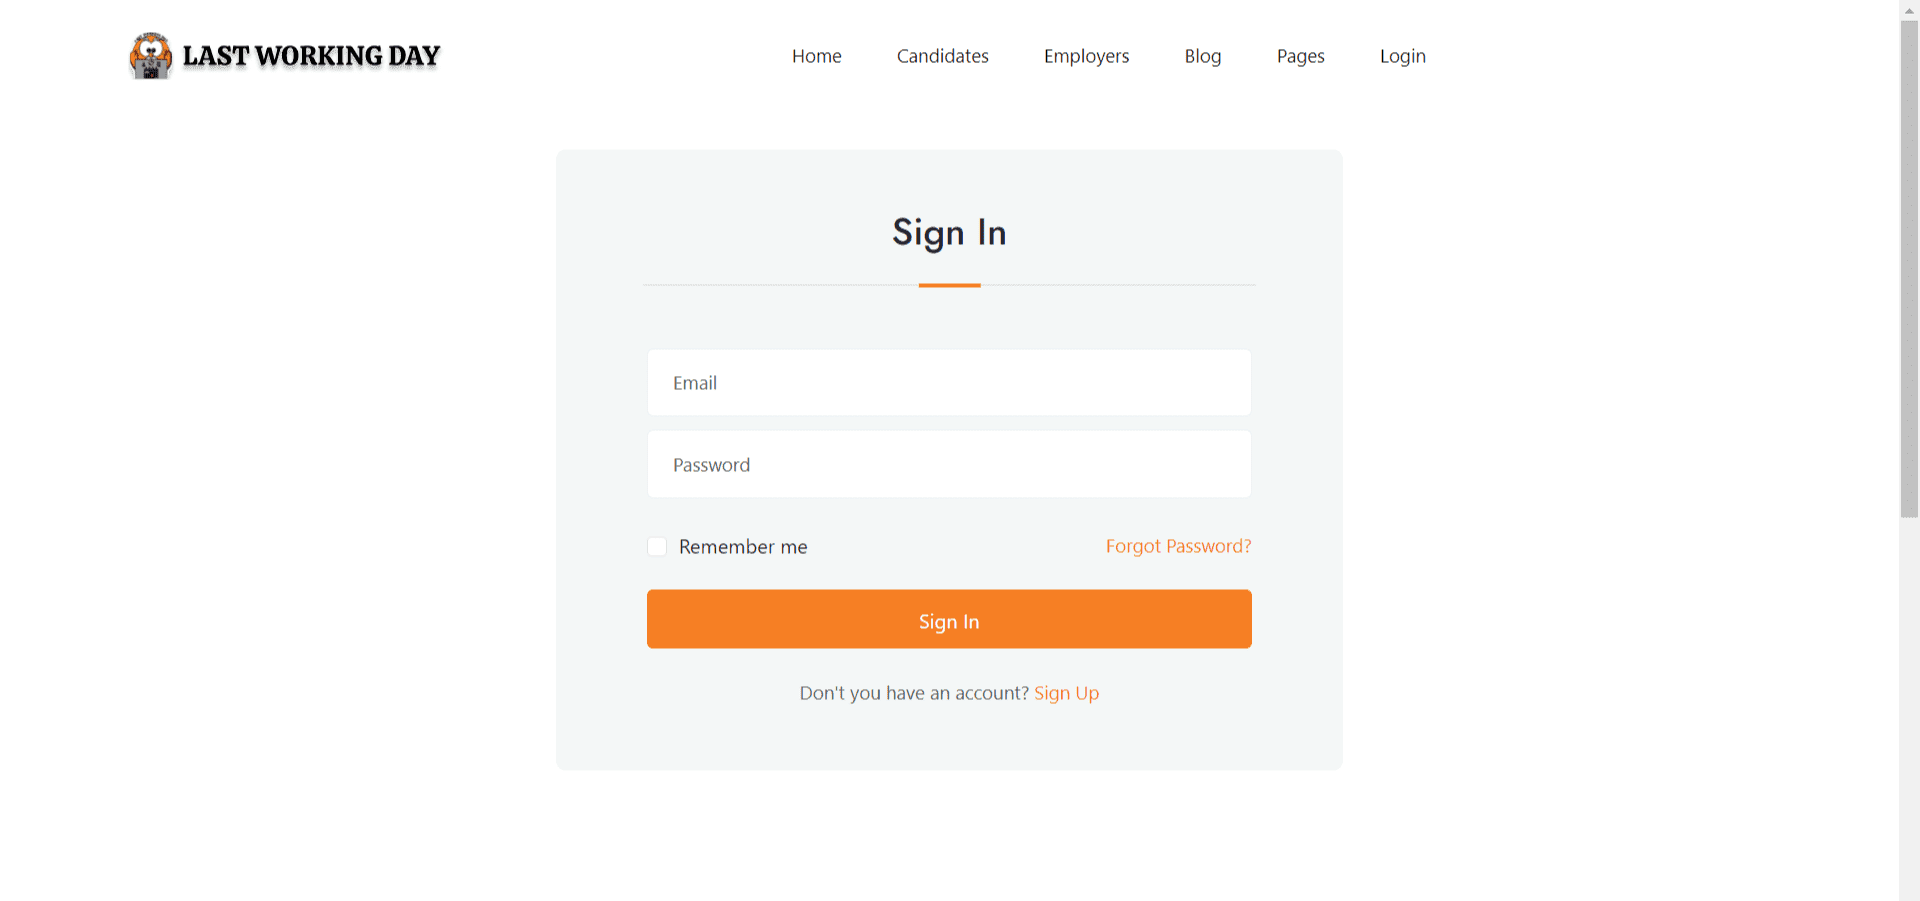 LAST WORKING DAY
Home Candidates Employers Blog Pages Login
Sign In
Email
Password
Remember me Forgot Password?
Sign In
Don't you have an account? Sign Up